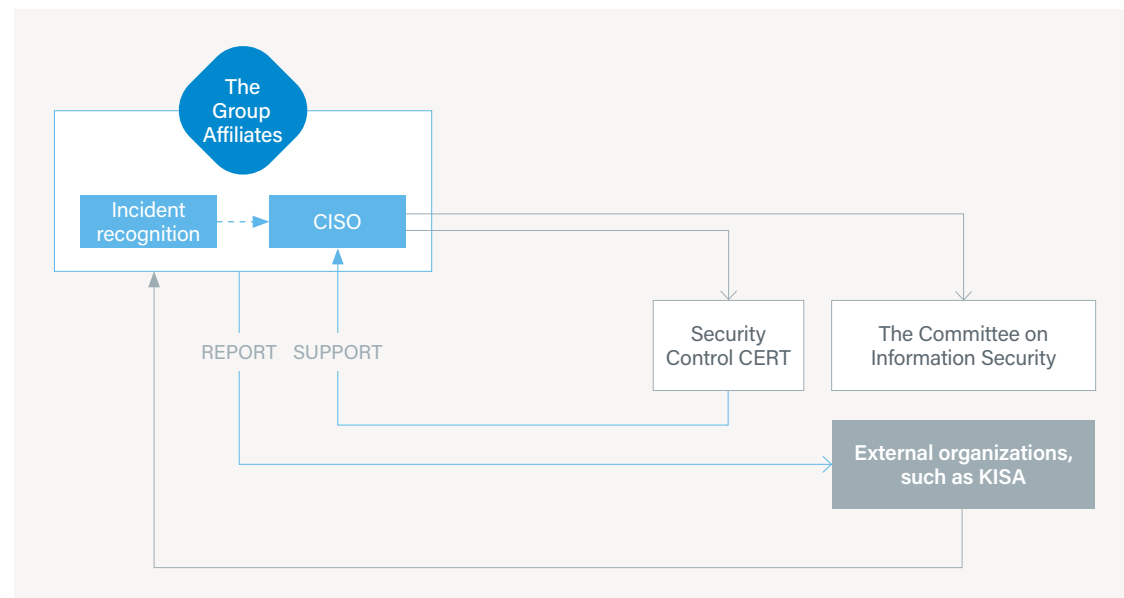 The
Group
Affiliates
Incident
recognition
CISO
REPORT
SUPPORT
Security
Control CERT
The Committee on
Information Security
External organizations,
such as KISA